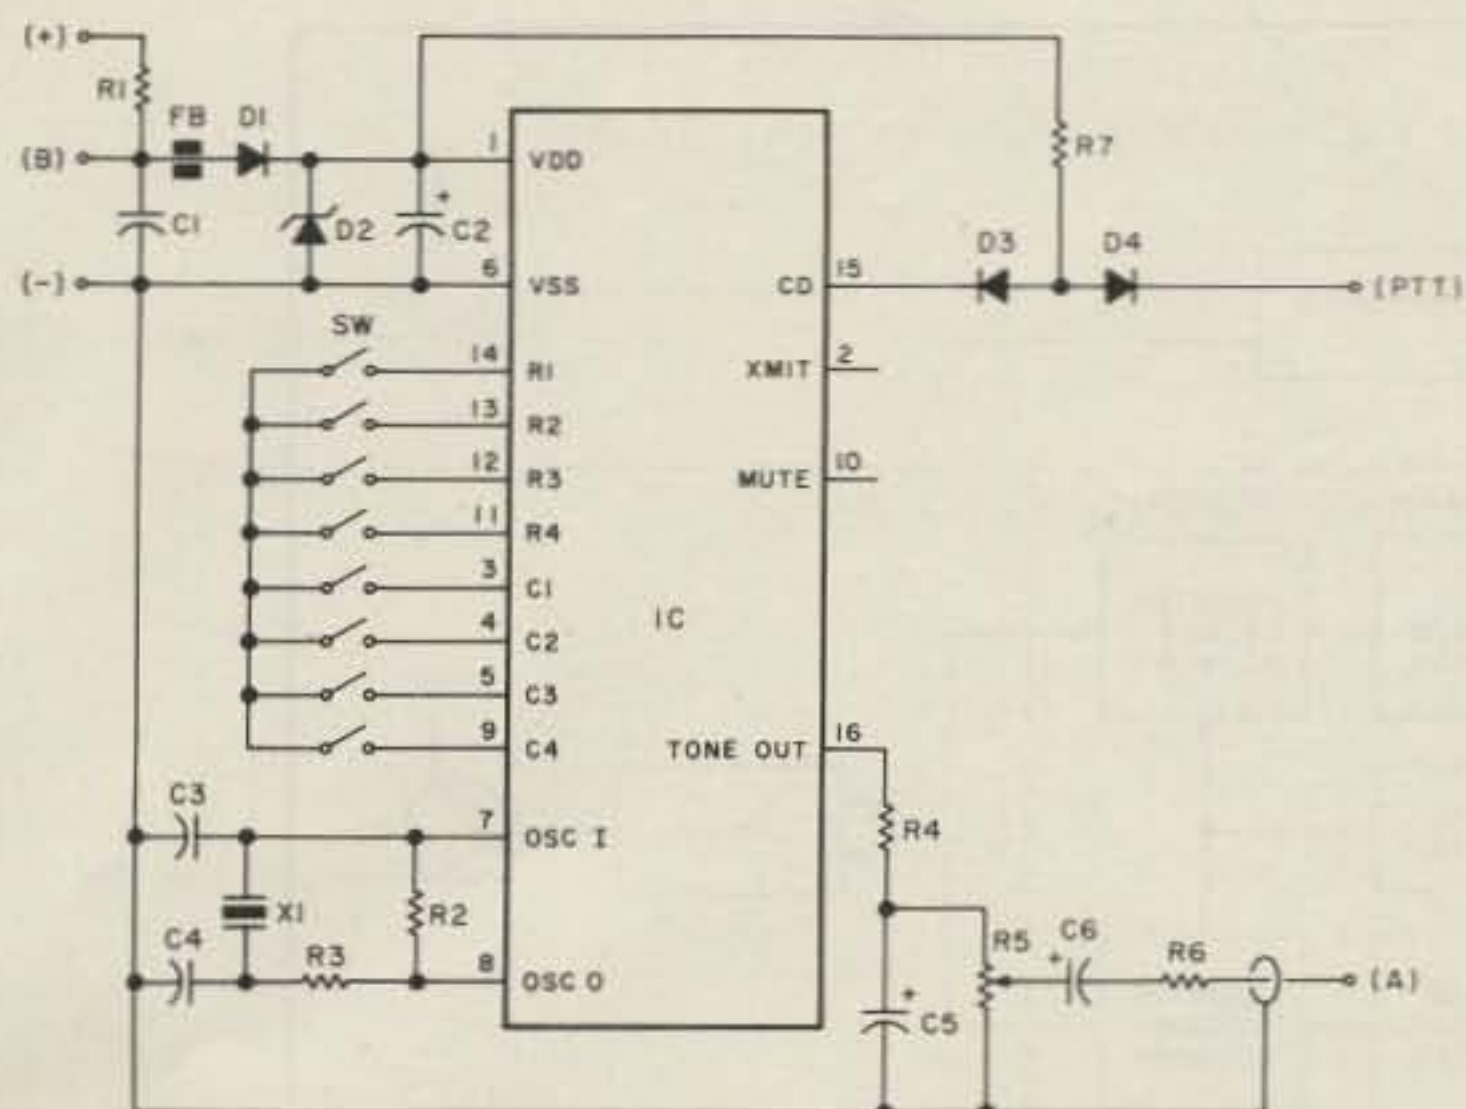 (+)
R1
FB D1
(B) 1 VDD
R7
+
C1 D2 C2
D3 D4
(-) 6 VSS CD 15 (PTT)
SW
14 R1 XMIT 2
13 R2
12 R3 MUTE 10
11 R4
3 C1
IC
4 C2
5 C3
9 C4 TONE OUT 16
C3
7 OSC I R4
X1 R2
C4 R3 R5 C6 R6
+
8 OSC O (A)
+
C5